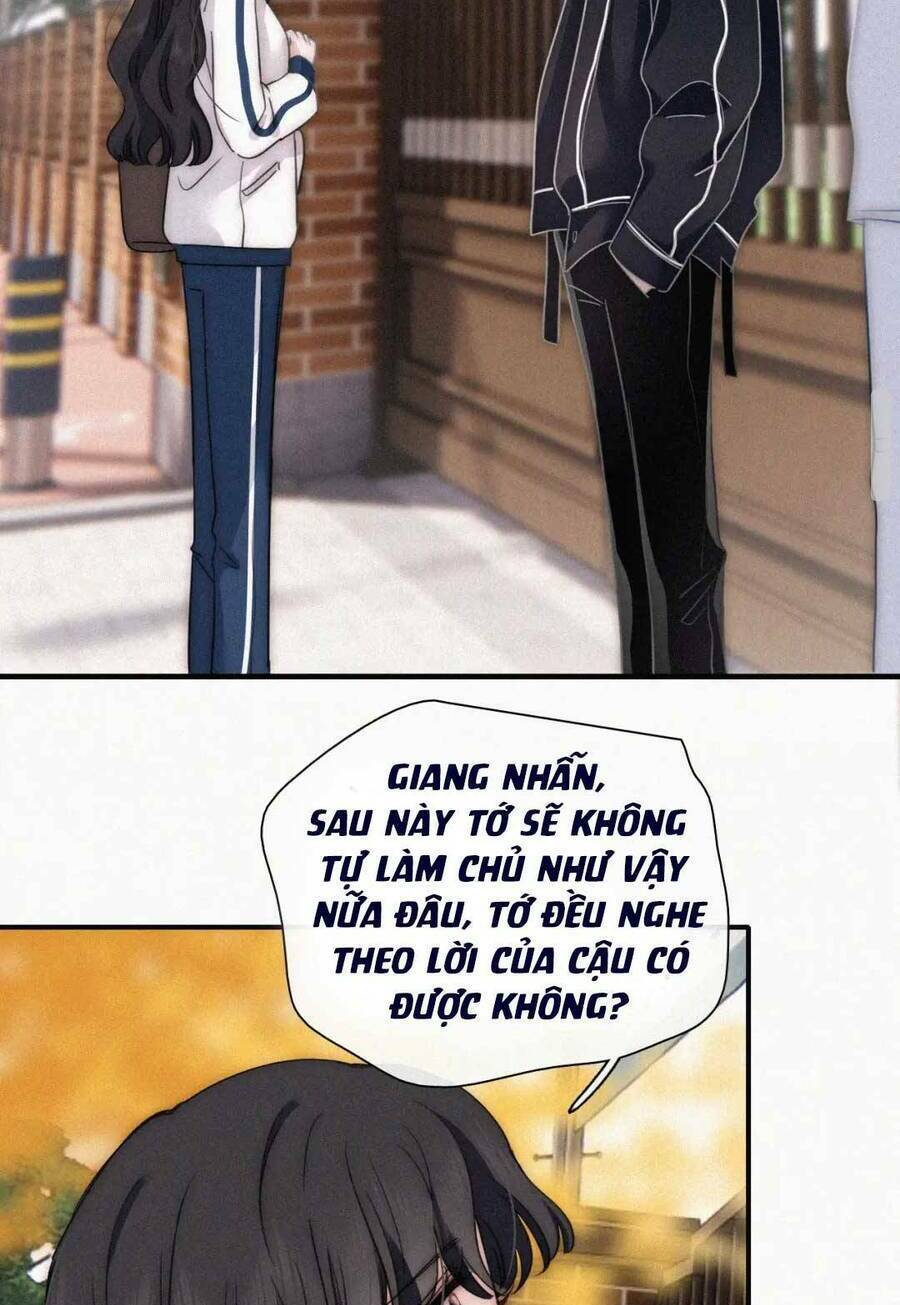 GIANG NHẪN,
SAU NÀY TỚ SẼ KHÔNG
TỰ LÀM CHỦ NHƯ VẬY
NỮA ĐÂU, TỚ ĐỀU NGHE
THEO LỜI CỦA CẬU CÓ
ĐƯỢC KHÔNG?